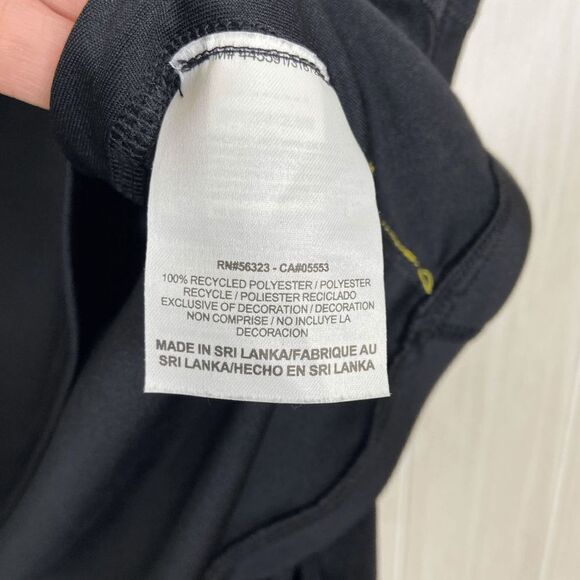 RN#56323 - CA#05553
100% RECYCLED POLYESTER / POLYESTER
RECYCLE / POLIESTER RECICLADO
EXCLUSIVE OF DECORATION / DECORATION
NON COMPRISE / NO INCLUYE LA
DECORACION
MADE IN SRI LANKA/FABRIQUE AU
SRI LANKA/HECHO EN SRI LANKA